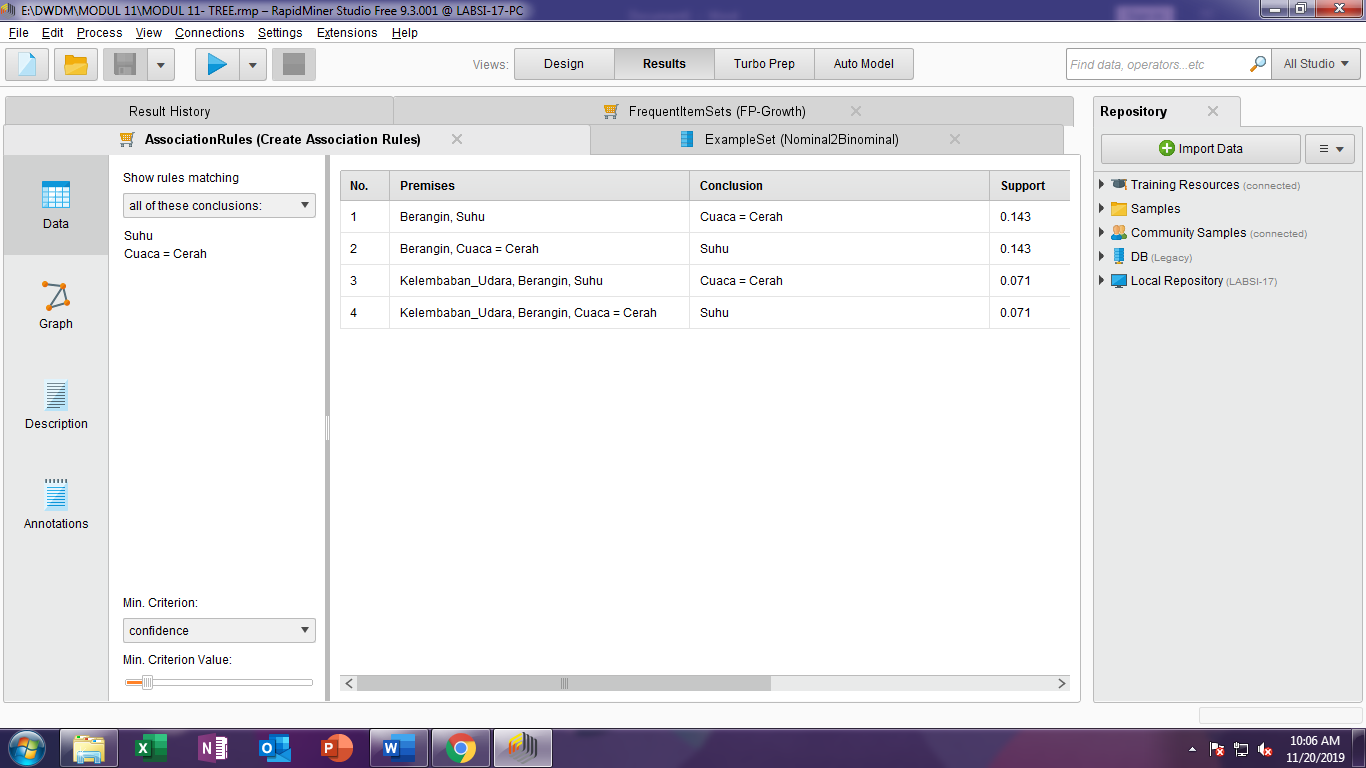 E:\DWDM\MODUL 11\MODUL 11- TREE.rmp – RapidMiner Studio Free 9.3.001 @ LABSI-17-PC
File Edit Process View Connections Settings Extensions Help
Views: Design Results Turbo Prep Auto Model Find data, operators...etc All Studio
Result History FrequentItemSets (FP-Growth)
AssociationRules (Create Association Rules) ExampleSet (Nominal2Binominal)
Data
Graph
Description
Annotations
Show rules matching
all of these conclusions:
Suhu
Cuaca = Cerah
Min. Criterion:
confidence
Min. Criterion Value:
No. Premises Conclusion Support
1 Berangin, Suhu Cuaca = Cerah 0.143
2 Berangin, Cuaca = Cerah Suhu 0.143
3 Kelembaban_Udara, Berangin, Suhu Cuaca = Cerah 0.071
4 Kelembaban_Udara, Berangin, Cuaca = Cerah Suhu 0.071
Repository
Import Data
Training Resources (connected)
Samples
Community Samples (connected)
DB (Legacy)
Local Repository (LABSI-17)
10:06 AM
11/20/2019